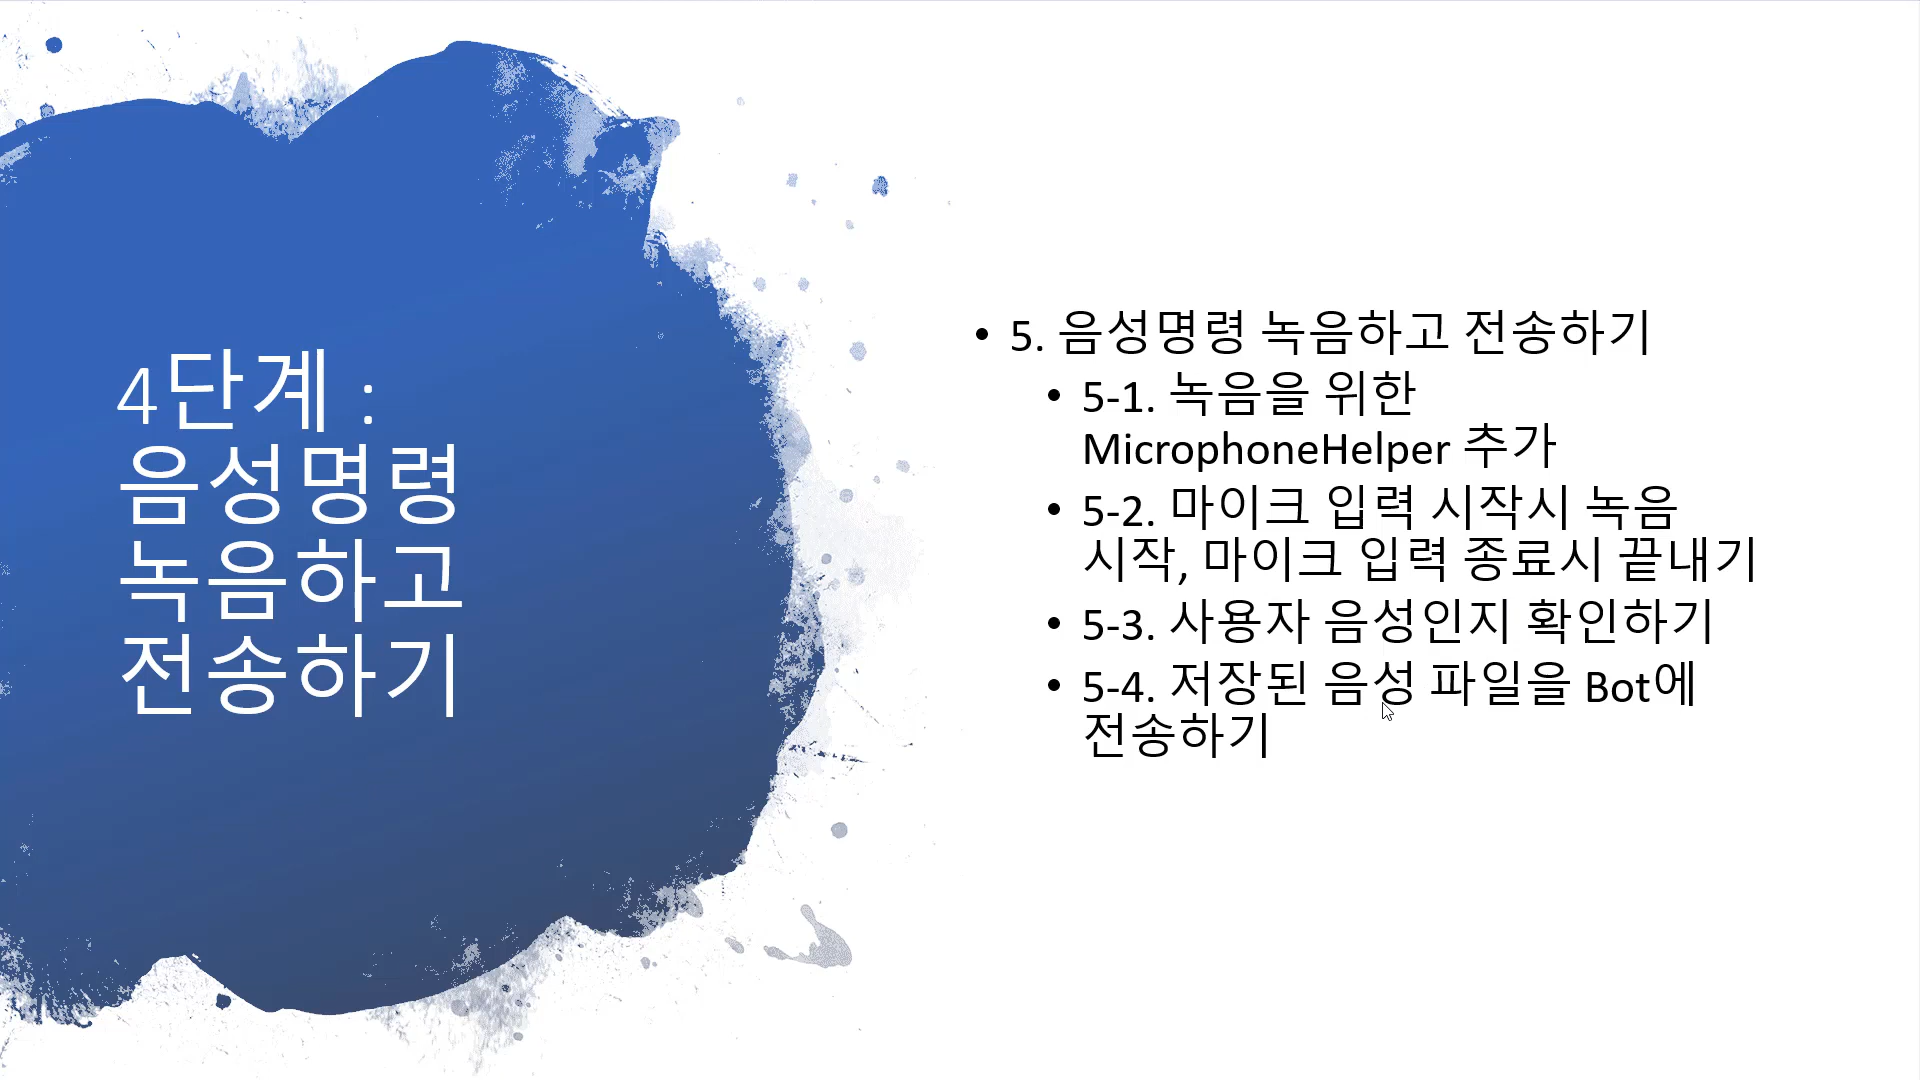 4단계 :
음성명령
녹음하고
전송하기
• 5. 음성명령 녹음하고 전송하기
• 5-1. 녹음을 위한
MicrophoneHelper 추가
• 5-2. 마이크 입력 시작시 녹음
시작, 마이크 입력 종료시 끝내기
• 5-3. 사용자 음성인지 확인하기
• 5-4. 저장된 음성 파일을 Bot에
전송하기